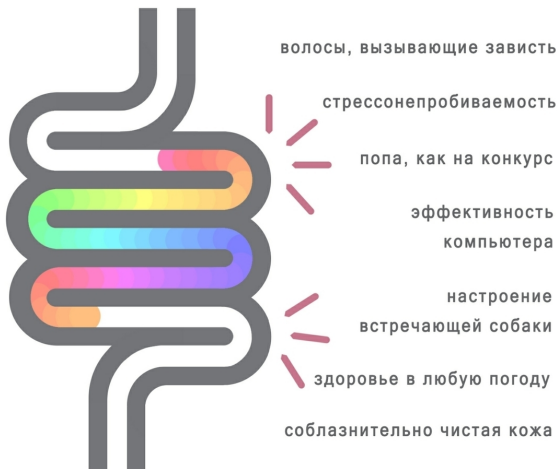 волосы, вызывающие зависть
стрессонепробиваемость
попа, как на конкурс
эффективность
компьютера
настроение
встречающей собаки
здоровье в любую погоду
соблазнительно чистая кожа